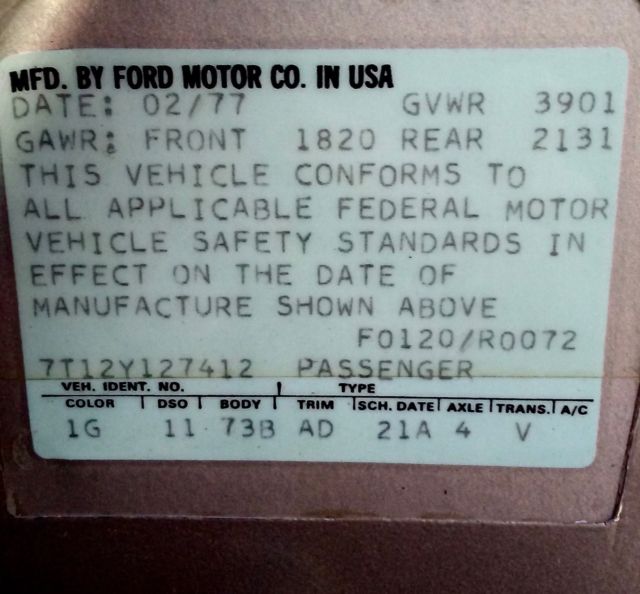 MFD. BY FORD MOTOR CO. IN USA
DATE: 02/77 GVWR 3901
GAWR: FRONT 1820 REAR 2131
THIS VEHICLE CONFORMS TO
ALL APPLICABLE FEDERAL MOTOR
VEHICLE SAFETY STANDARDS IN
EFFECT ON THE DATE OF
MANUFACTURE SHOWN ABOVE
F0120/R0072
7T12Y127412 PASSENGER
VEH. IDENT. NO. TYPE
COLOR DSO BODY TRIM SCH. DATE AXLE TRANS. A/C
1G 11 73B AD 21A 4 V